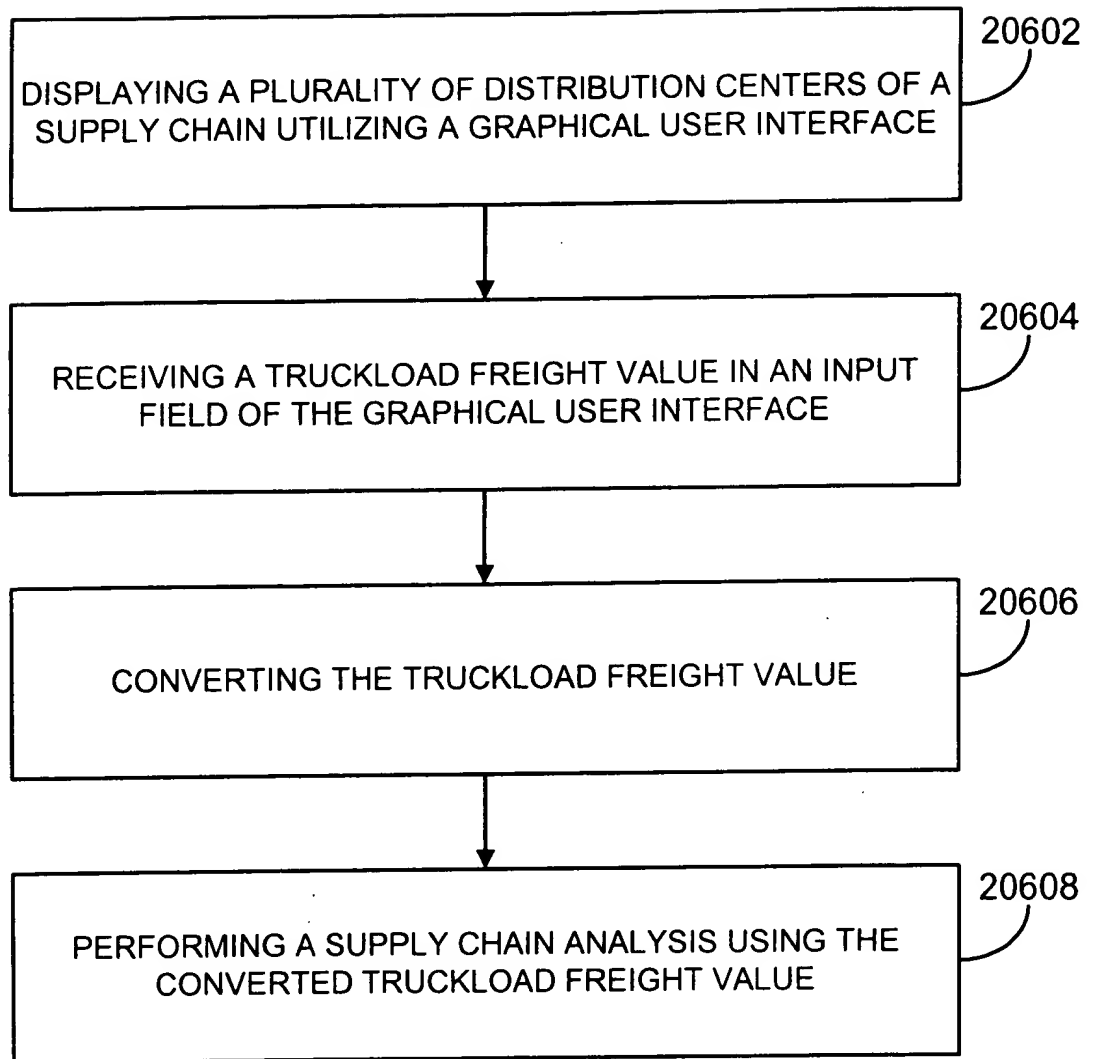 20602
DISPLAYING A PLURALITY OF DISTRIBUTION CENTERS OF A
SUPPLY CHAIN UTILIZING A GRAPHICAL USER INTERFACE
20604
RECEIVING A TRUCKLOAD FREIGHT VALUE IN AN INPUT
FIELD OF THE GRAPHICAL USER INTERFACE
20606
CONVERTING THE TRUCKLOAD FREIGHT VALUE
20608
PERFORMING A SUPPLY CHAIN ANALYSIS USING THE
CONVERTED TRUCKLOAD FREIGHT VALUE